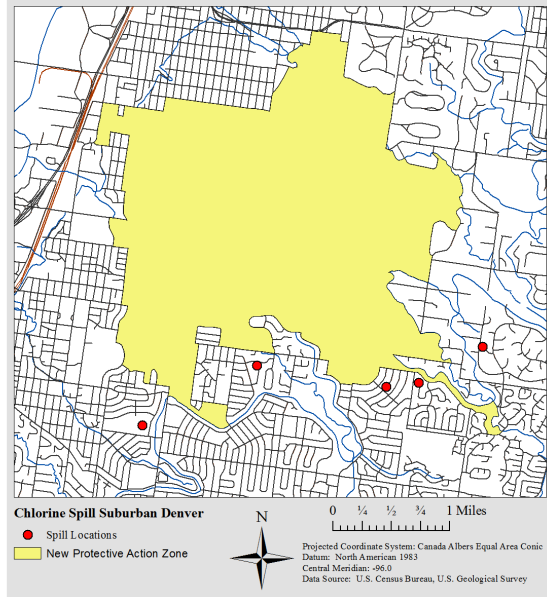 Chlorine Spill Suburban Denver
Spill Locations
New Protective Action Zone
N
0 ¼ ½ ¾ 1 Miles
Projected Coordinate System: Canada Albers Equal Area Conic
Datum: North American 1983
Central Meridian: -96.0
Data Source: U.S. Census Bureau, U.S. Geological Survey